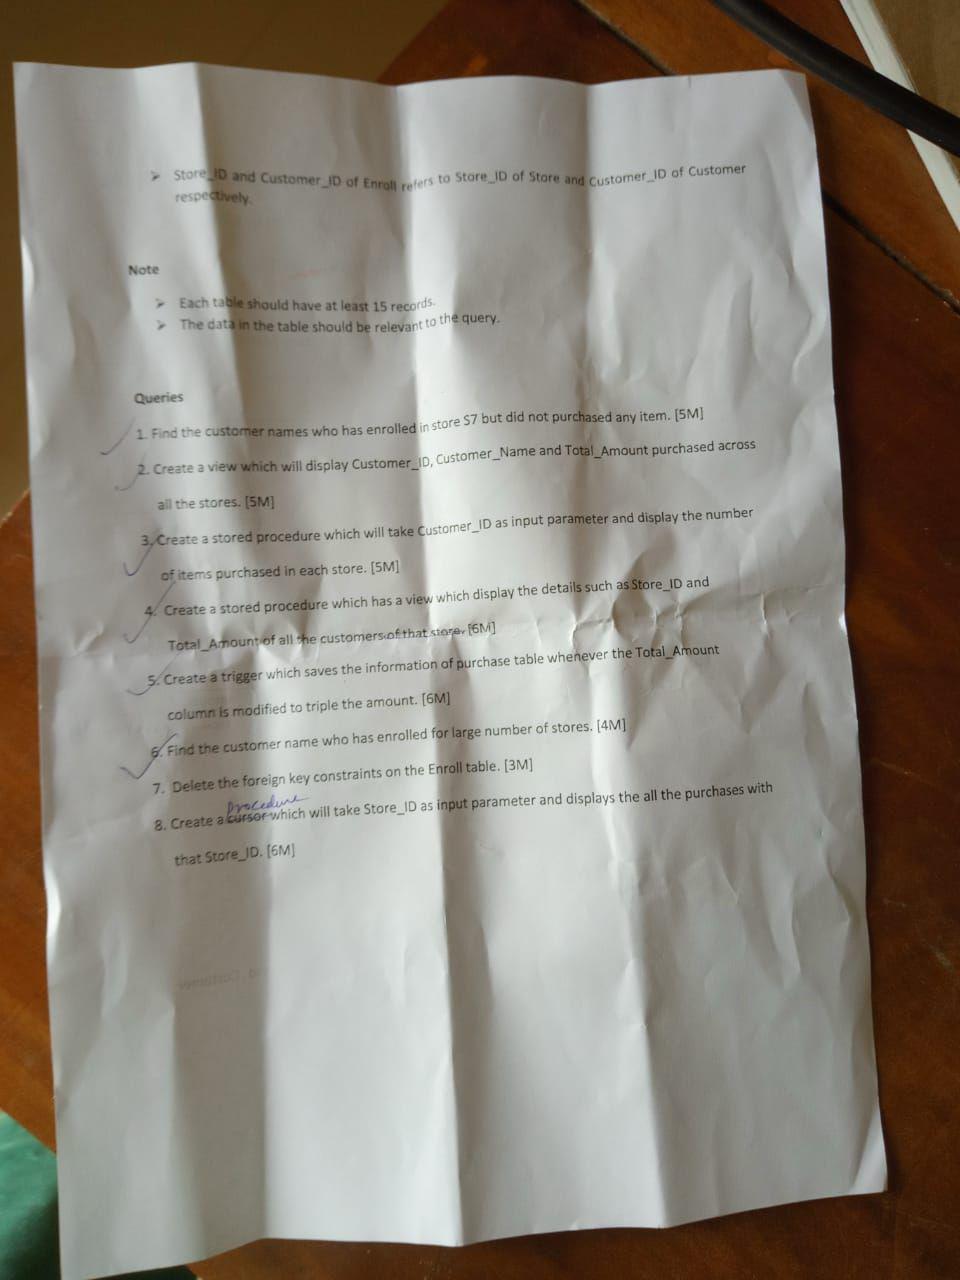 ➤ Store_ID and Customer_ID of Enroll refers to Store_ID of Store and Customer_ID of Customer
respectively.
Note
➤ Each table should have at least 15 records.
➤ The data in the table should be relevant to the query.
Queries
1. Find the customer names who has enrolled in store S7 but did not purchased any item. [5M]
2. Create a view which will display Customer_ID, Customer_Name and Total_Amount purchased across
all the stores. [5M]
3. Create a stored procedure which will take Customer_ID as input parameter and display the number
of items purchased in each store. [5M]
4. Create a stored procedure which has a view which display the details such as Store_ID and
Total_Amount of all the customers of that store. [6M]
5. Create a trigger which saves the information of purchase table whenever the Total_Amount
column is modified to triple the amount. [6M]
6. Find the customer name who has enrolled for large number of stores. [4M]
7. Delete the foreign key constraints on the Enroll table. [3M]
procedure
8. Create a cursor which will take Store_ID as input parameter and displays the all the purchases with
that Store_ID. [6M]